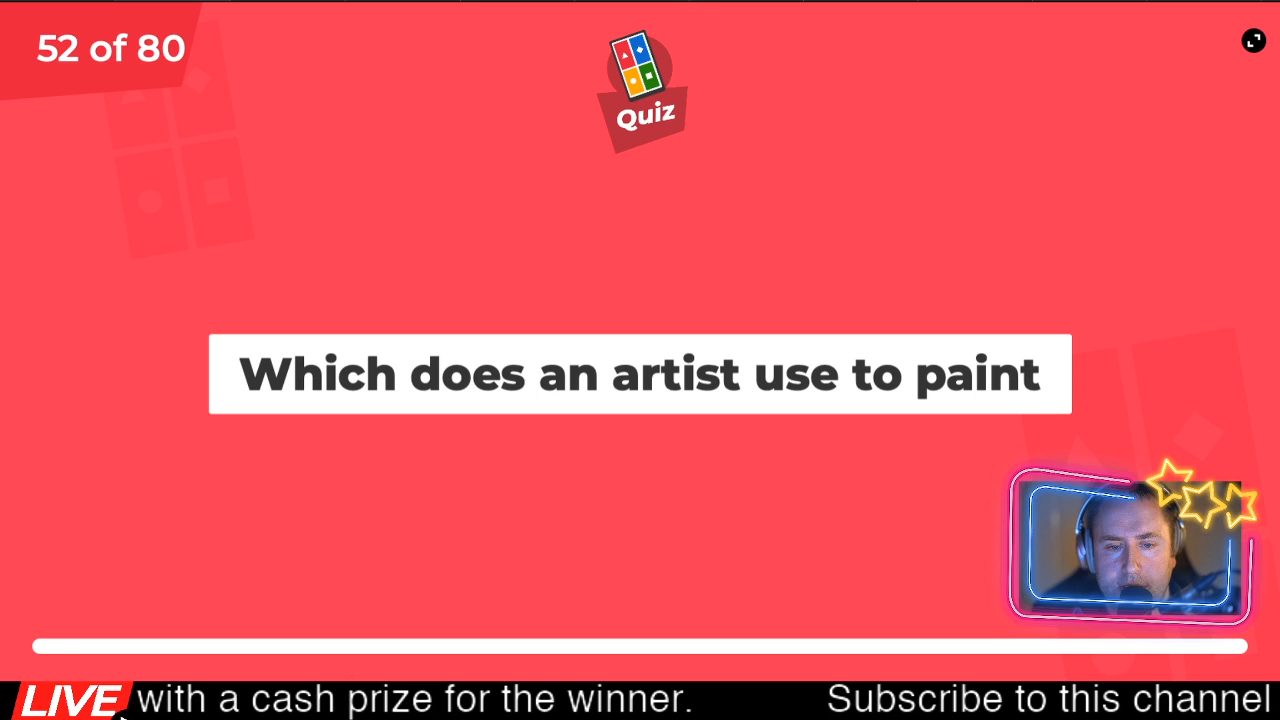 52 of 80
Quiz
Which does an artist use to paint
LIVE with a cash prize for the winner. Subscribe to this channel